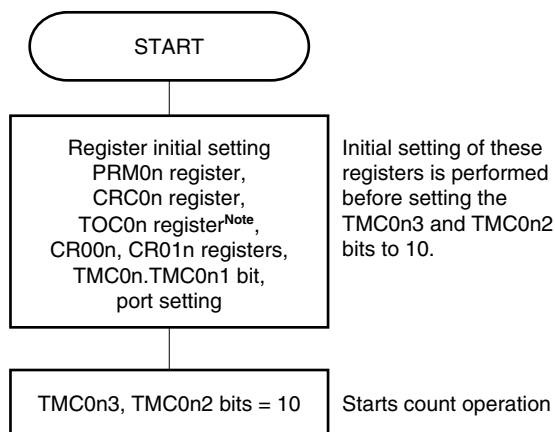 START
Register initial setting
PRM0n register,
CRC0n register,
TOC0n registerNote,
CR00n, CR01n registers,
TMC0n.TMC0n1 bit,
port setting
Initial setting of these
registers is performed
before setting the
TMC0n3 and TMC0n2
bits to 10.
TMC0n3, TMC0n2 bits = 10
Starts count operation